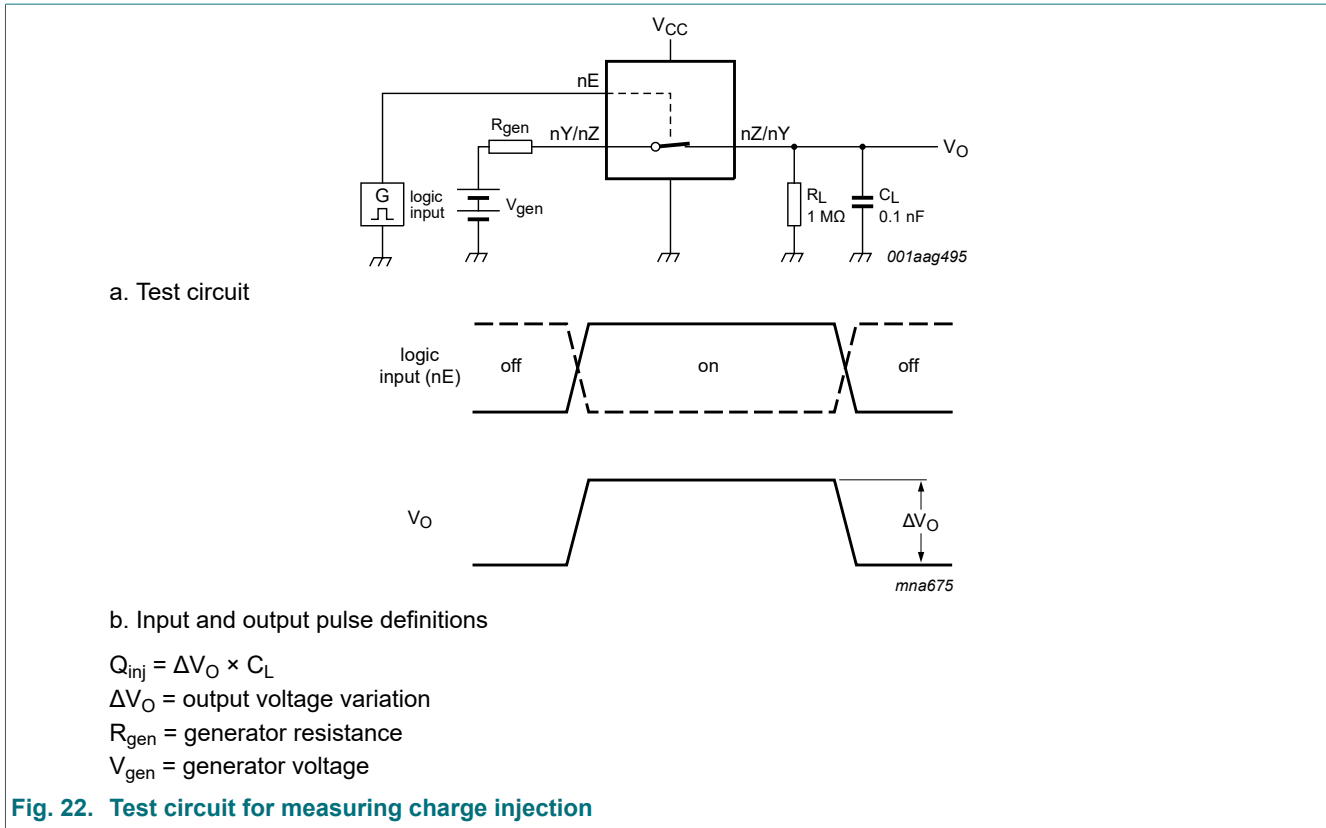 VCC
nE
Rgen
nY/nZ
nZ/nY
VO
G
logic
input
Vgen
RL
1 MΩ
CL
0.1 nF
001aag495
a. Test circuit
logic
input (nE)
off
on
off
VO
ΔVO
mna675
b. Input and output pulse definitions
Qinj = ΔVO × CL
ΔVO = output voltage variation
Rgen = generator resistance
Vgen = generator voltage
Fig. 22. Test circuit for measuring charge injection